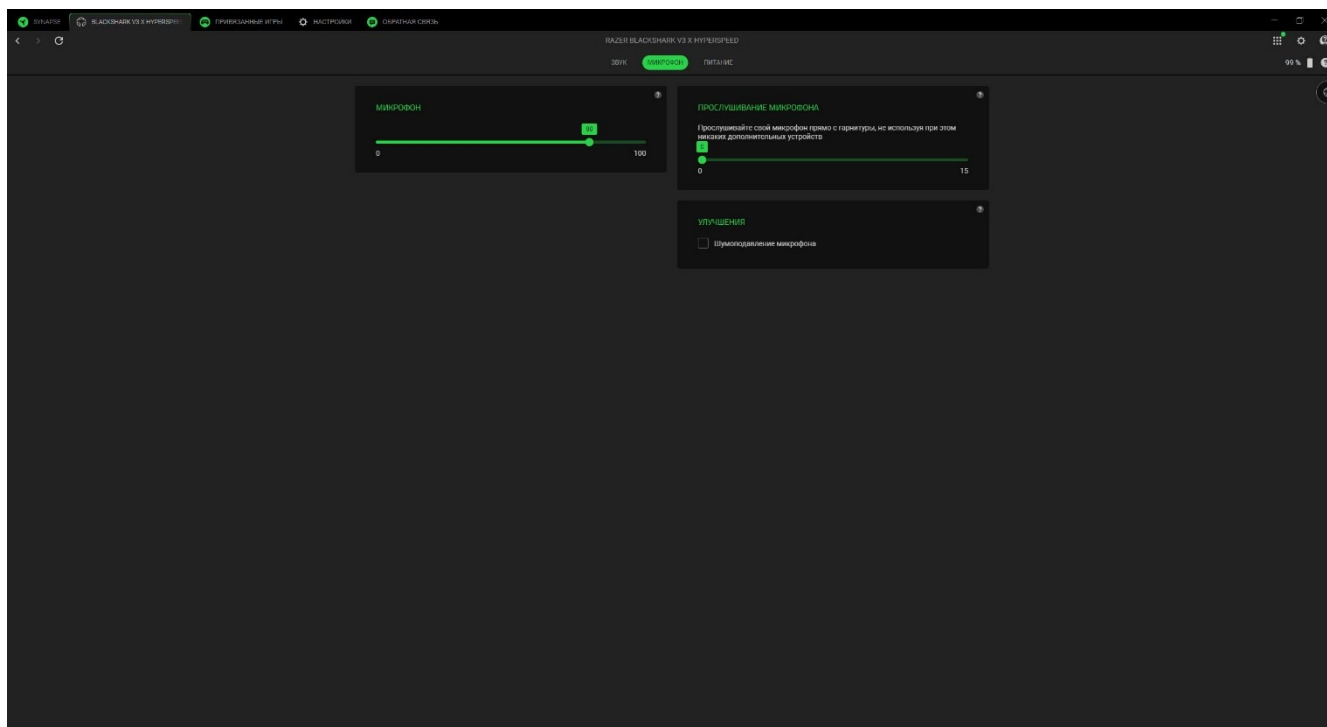 SYNAPSE
BLACKSHARK V3 X HYPERSPEED
ПРИВЯЗАННЫЕ ИГРЫ
НАСТРОЙКИ
ОБРАТНАЯ СВЯЗЬ
RAZER BLACKSHARK V3 X HYPERSPEED
ЗВУК
МИКРОФОН
ПИТАНИЕ
99 %
МИКРОФОН
0
100
ПРОСЛУШИВАНИЕ МИКРОФОНА
Прослушивайте свой микрофон прямо с гарнитуры, не используя при этом
никаких дополнительных устройств
0
0
15
УЛУЧШЕНИЯ
Шумоподавление микрофона